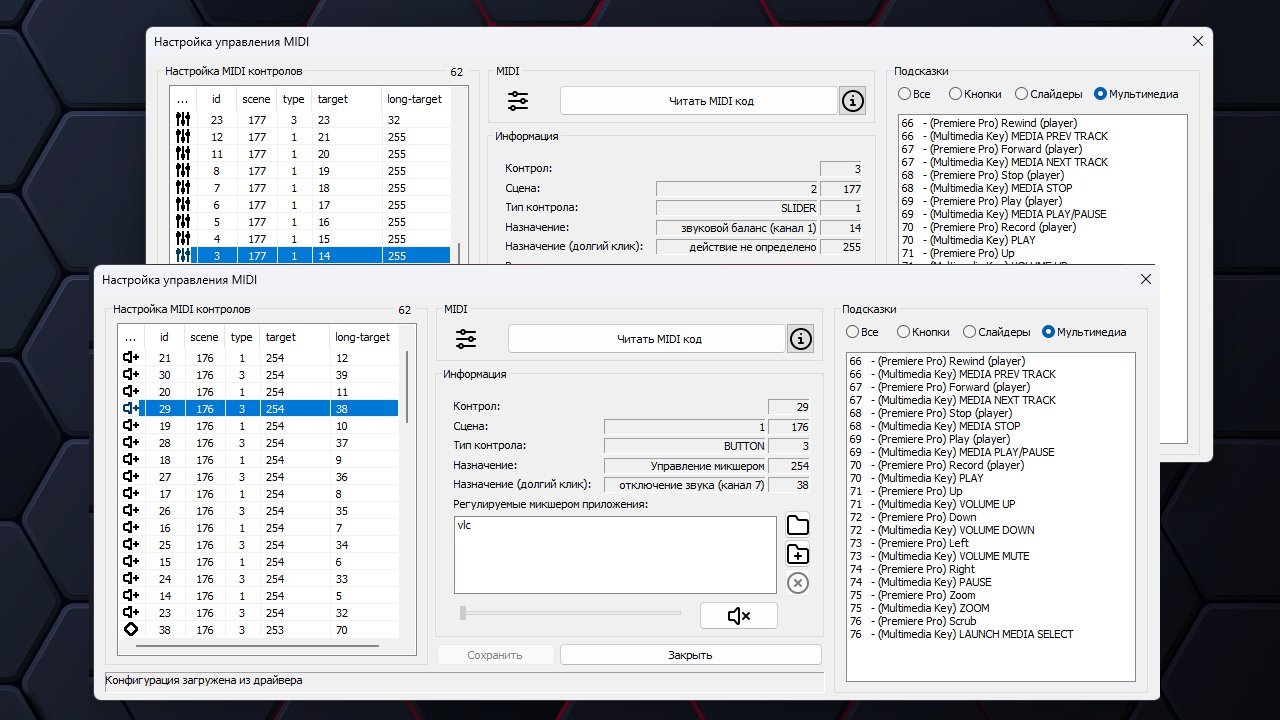 Настройка управления MIDI
Настройка MIDI контролов 62
... id scene type target long-target
23 177 3 23 32
12 177 1 21 255
11 177 1 20 255
8 177 1 19 255
7 177 1 18 255
6 177 1 17 255
5 177 1 16 255
4 177 1 15 255
3 177 1 14 255
MIDI
Читать MIDI код
Информация
Контрол: 3
Сцена: 2 177
Тип контрола: SLIDER 1
Назначение: звуковой баланс (канал 1) 14
Назначение (долгий клик): действие не определено 255
Подсказки
Все Кнопки Слайдеры Мультимедиа
66 - (Premiere Pro) Rewind (player)
66 - (Multimedia Key) MEDIA PREV TRACK
67 - (Premiere Pro) Forward (player)
67 - (Multimedia Key) MEDIA NEXT TRACK
68 - (Premiere Pro) Stop (player)
68 - (Multimedia Key) MEDIA STOP
69 - (Premiere Pro) Play (player)
69 - (Multimedia Key) MEDIA PLAY/PAUSE
70 - (Premiere Pro) Record (player)
70 - (Multimedia Key) PLAY
71 - (Premiere Pro) Up
Настройка управления MIDI
Настройка MIDI контролов 62
... id scene type target long-target
21 176 1 254 12
30 176 3 254 39
20 176 1 254 11
29 176 3 254 38
19 176 1 254 10
28 176 3 254 37
18 176 1 254 9
27 176 3 254 36
17 176 1 254 8
26 176 3 254 35
16 176 1 254 7
25 176 3 254 34
15 176 1 254 6
24 176 3 254 33
14 176 1 254 5
23 176 3 254 32
38 176 3 253 70
MIDI
Читать MIDI код
Информация
Контрол: 29
Сцена: 1 176
Тип контрола: BUTTON 3
Назначение: Управление микшером 254
Назначение (долгий клик): отключение звука (канал 7) 38
Регулируемые микшером приложения:
vlc
Сохранить Закрыть
Конфигурация загружена из драйвера
Подсказки
Все Кнопки Слайдеры Мультимедиа
66 - (Premiere Pro) Rewind (player)
66 - (Multimedia Key) MEDIA PREV TRACK
67 - (Premiere Pro) Forward (player)
67 - (Multimedia Key) MEDIA NEXT TRACK
68 - (Premiere Pro) Stop (player)
68 - (Multimedia Key) MEDIA STOP
69 - (Premiere Pro) Play (player)
69 - (Multimedia Key) MEDIA PLAY/PAUSE
70 - (Premiere Pro) Record (player)
70 - (Multimedia Key) PLAY
71 - (Premiere Pro) Up
71 - (Multimedia Key) VOLUME UP
72 - (Premiere Pro) Down
72 - (Multimedia Key) VOLUME DOWN
73 - (Premiere Pro) Left
73 - (Multimedia Key) VOLUME MUTE
74 - (Premiere Pro) Right
74 - (Multimedia Key) PAUSE
75 - (Premiere Pro) Zoom
75 - (Multimedia Key) ZOOM
76 - (Premiere Pro) Scrub
76 - (Multimedia Key) LAUNCH MEDIA SELECT